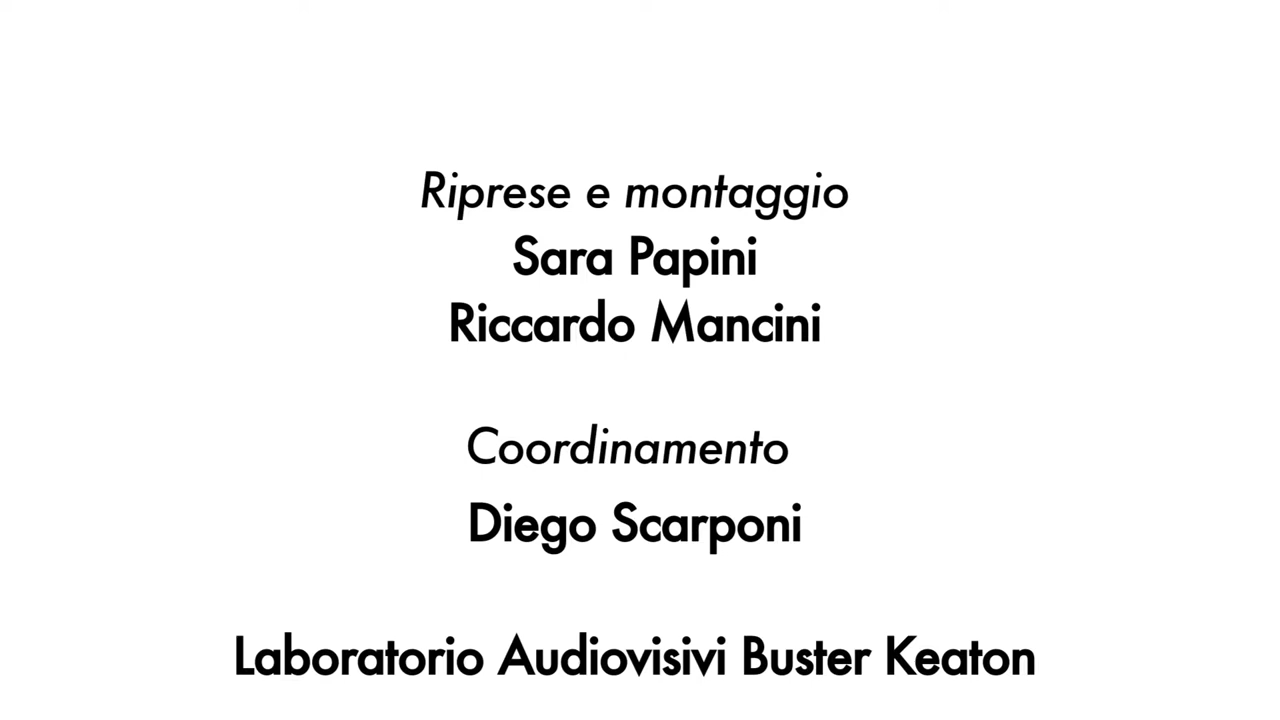 Riprese e montaggio
Sara Papini
Riccardo Mancini
Coordinamento
Diego Scarponi
Laboratorio Audiovisivi Buster Keaton